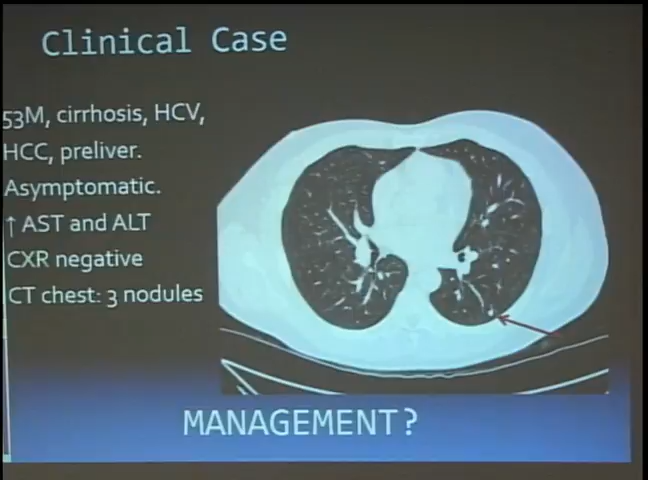 Clinical Case
53M, cirrhosis, HCV,
HCC, preliver.
Asymptomatic.
↑ AST and ALT
CXR negative
CT chest: 3 nodules
MANAGEMENT?